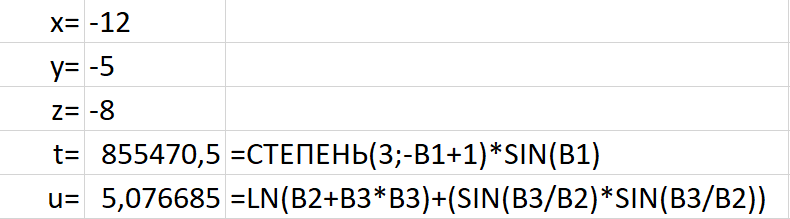 x= -12
y= -5
z= -8
t= 855470,5 =СТЕПЕНЬ(3;-B1+1)*SIN(B1)
u= 5,076685 =LN(B2+B3*B3)+(SIN(B3/B2)*SIN(B3/B2))